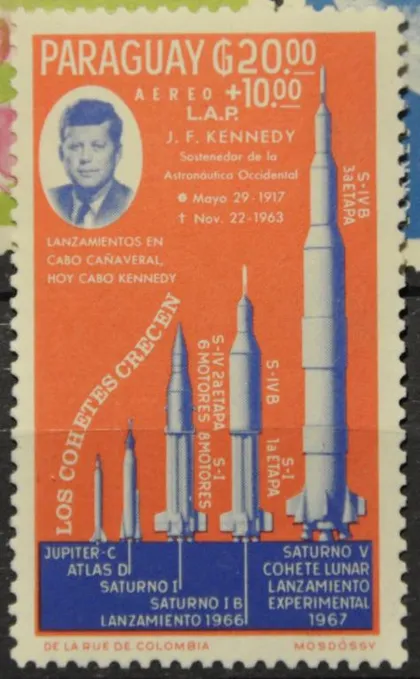 PARAGUAY ₲20.00
AEREO +10.00
L.A.P.
J. F. KENNEDY
Sostenedor de la
Astronáutica Occidental
Mayo 29-1917
† Nov. 22-1963
LANZAMIENTOS EN
CABO CAÑAVERAL,
HOY CABO KENNEDY
LOS COHETES CRECEN
S-IV 2a ETAPA
6 MOTORES
S-I
8 MOTORES
S-IVB
S-I
1a ETAPA
S-IVB
3a ETAPA
JUPITER-C
ATLAS D
SATURNO I
SATURNO I B
LANZAMIENTO 1966
SATURNO V
COHETE LUNAR
LANZAMIENTO
EXPERIMENTAL
1967
DE LA RUE DE COLOMBIA
MOSDÓSSY